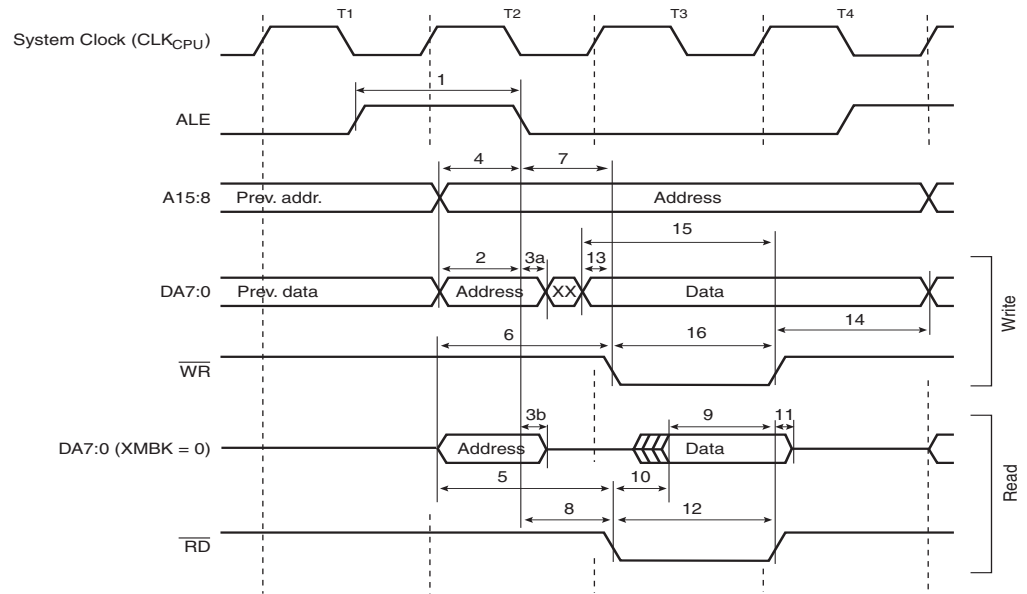 T1 T2 T3 T4
System Clock (CLKCPU)
1
ALE
4 7
A15:8 Prev. addr. Address
15
2 3a 13
DA7:0 Prev. data Address XX Data
14
6 16
WR
3b 9 11
DA7:0 (XMBK = 0) Address Data
5 10
8 12
RD
Write
Read